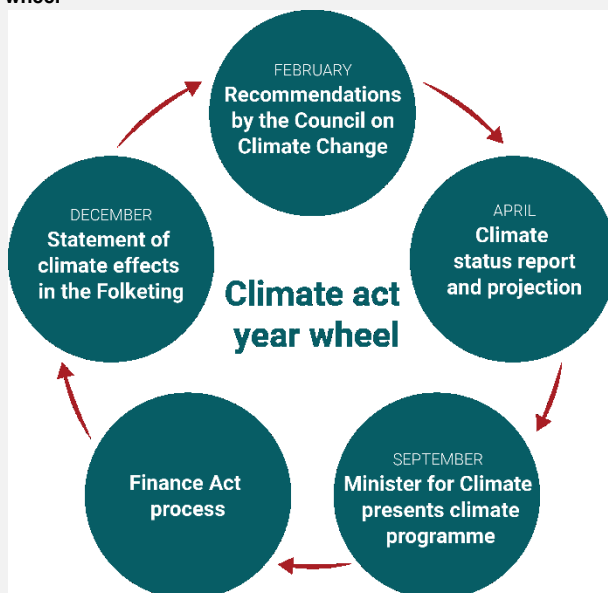 wheel
FEBRUARY
Recommendations
by the Council on
Climate Change
APRIL
Climate
status report
and projection
SEPTEMBER
Minister for Climate
presents climate
programme
Finance Act
process
DECEMBER
Statement of
climate effects
in the Folketing
Climate act
year wheel